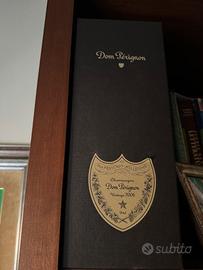 Dom Pérignon
Champagne
Dom Pérignon
Vintage 2006
subito